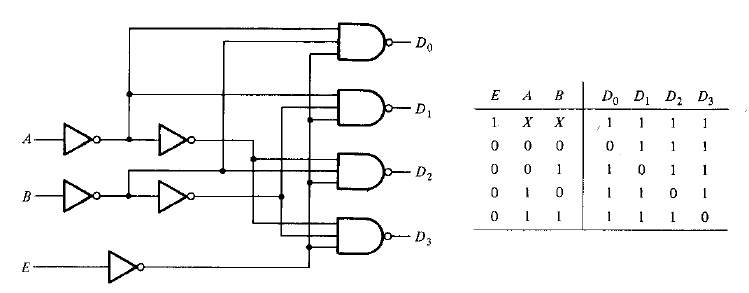 D0
E A B D0 D1 D2 D3
D1
1 X X 1 1 1 1
A
0 0 0 0 1 1 1
0 0 1 1 0 1 1
D2
B
0 1 0 1 1 0 1
0 1 1 1 1 1 0
D3
E